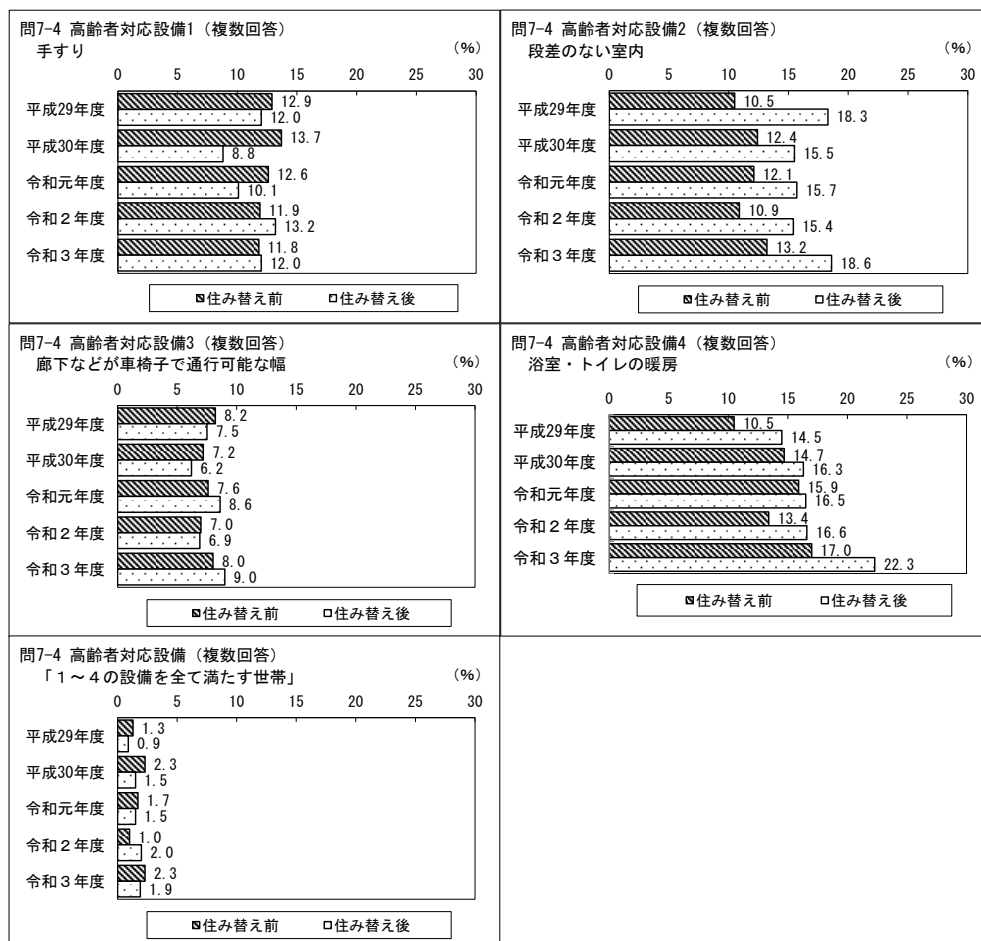 問7-4 高齢者対応設備1(複数回答)
手すり
(%)
0 5 10 15 20 25 30
平成29年度
12.9
12.0
平成30年度
13.7
8.8
令和元年度
12.6
10.1
令和２年度
11.9
13.2
令和３年度
11.8
12.0
住み替え前 住み替え後
問7-4 高齢者対応設備2(複数回答)
段差のない室内
(%)
0 5 10 15 20 25 30
平成29年度
10.5
18.3
平成30年度
12.4
15.5
令和元年度
12.1
15.7
令和２年度
10.9
15.4
令和３年度
13.2
18.6
住み替え前 住み替え後
問7-4 高齢者対応設備3(複数回答)
廊下などが車椅子で通行可能な幅
(%)
0 5 10 15 20 25 30
平成29年度
8.2
7.5
平成30年度
7.2
6.2
令和元年度
7.6
8.6
令和２年度
7.0
6.9
令和３年度
8.0
9.0
住み替え前 住み替え後
問7-4 高齢者対応設備4(複数回答)
浴室・トイレの暖房
(%)
0 5 10 15 20 25 30
平成29年度
10.5
14.5
平成30年度
14.7
16.3
令和元年度
15.9
16.5
令和２年度
13.4
16.6
令和３年度
17.0
22.3
住み替え前 住み替え後
問7-4 高齢者対応設備(複数回答)
「１～４の設備を全て満たす世帯」
(%)
0 5 10 15 20 25 30
平成29年度
1.3
0.9
平成30年度
2.3
1.5
令和元年度
1.7
1.5
令和２年度
1.0
2.0
令和３年度
2.3
1.9
住み替え前 住み替え後